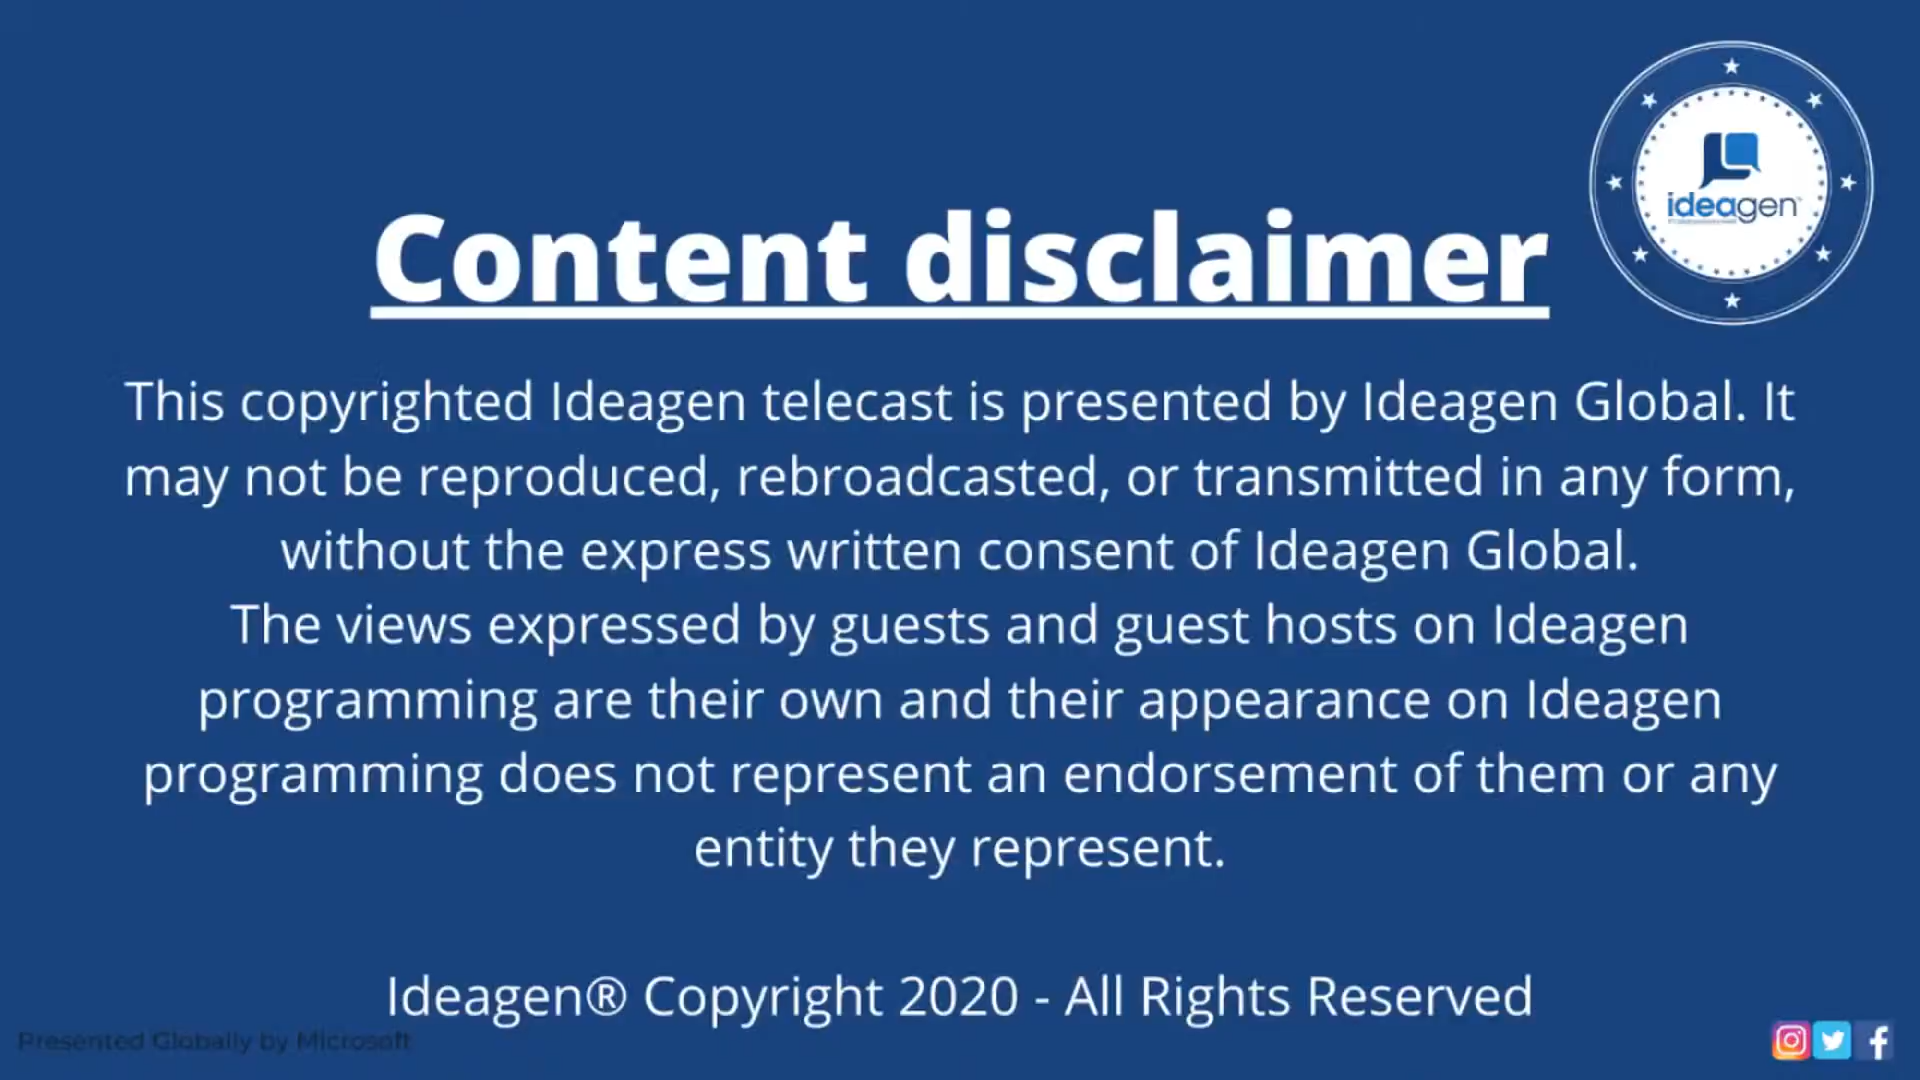 ideagen
Content disclaimer
This copyrighted Ideagen telecast is presented by Ideagen Global. It
may not be reproduced, rebroadcasted, or transmitted in any form,
without the express written consent of Ideagen Global.
The views expressed by guests and guest hosts on Ideagen
programming are their own and their appearance on Ideagen
programming does not represent an endorsement of them or any
entity they represent.
Ideagen® Copyright 2020 - All Rights Reserved
Presented Globally by Microsoft